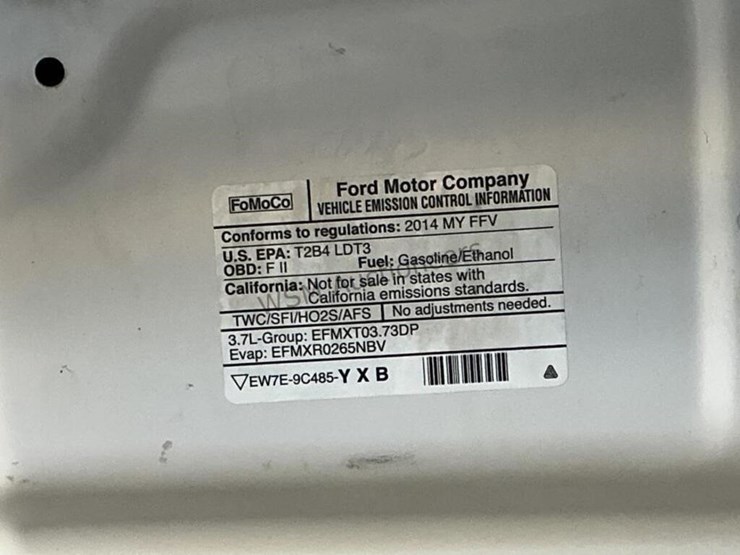 FoMoCo
Ford Motor Company
VEHICLE EMISSION CONTROL INFORMATION
Conforms to regulations: 2014 MY FFV
U.S. EPA: T2B4 LDT3
OBD: F II Fuel: Gasoline/Ethanol
California: Not for sale in states with
California emissions standards.
TWC/SFI/HO2S/AFS No adjustments needed.
3.7L-Group: EFMXT03.73DP
Evap: EFMXR0265NBV
EW7E-9C485-Y X B